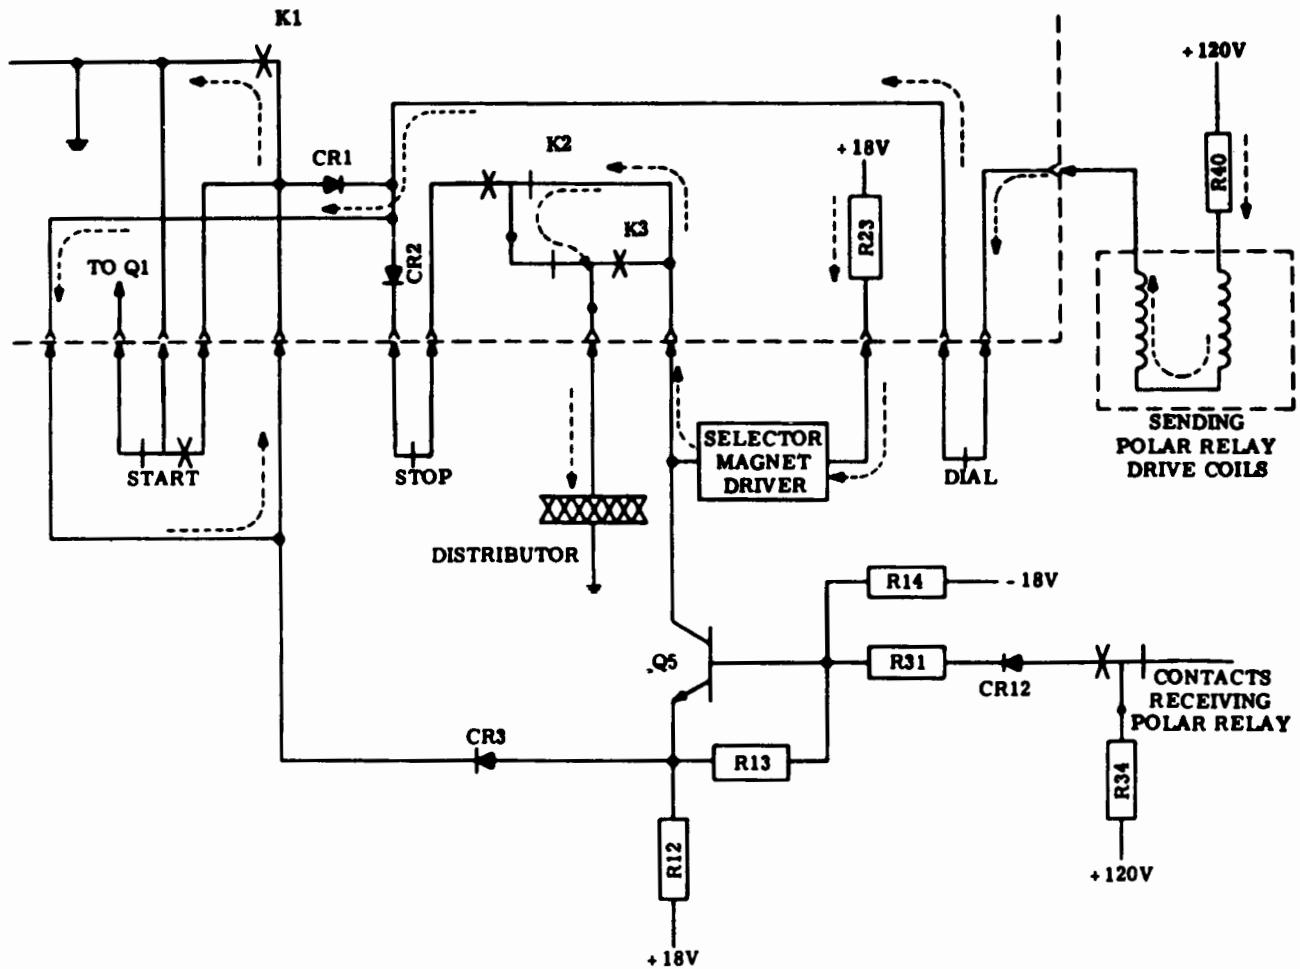 K1
+120V
K2
+18V
CR1
R40
K3
R23
CR2
TO Q1
SENDING
POLAR RELAY
DRIVE COILS
SELECTOR
MAGNET
DRIVER
START
STOP
DIAL
DISTRIBUTOR
R14
- 18V
Q5
R31
CR12
CONTACTS
RECEIVING
POLAR RELAY
CR3
R13
R34
R12
+120V
+18V